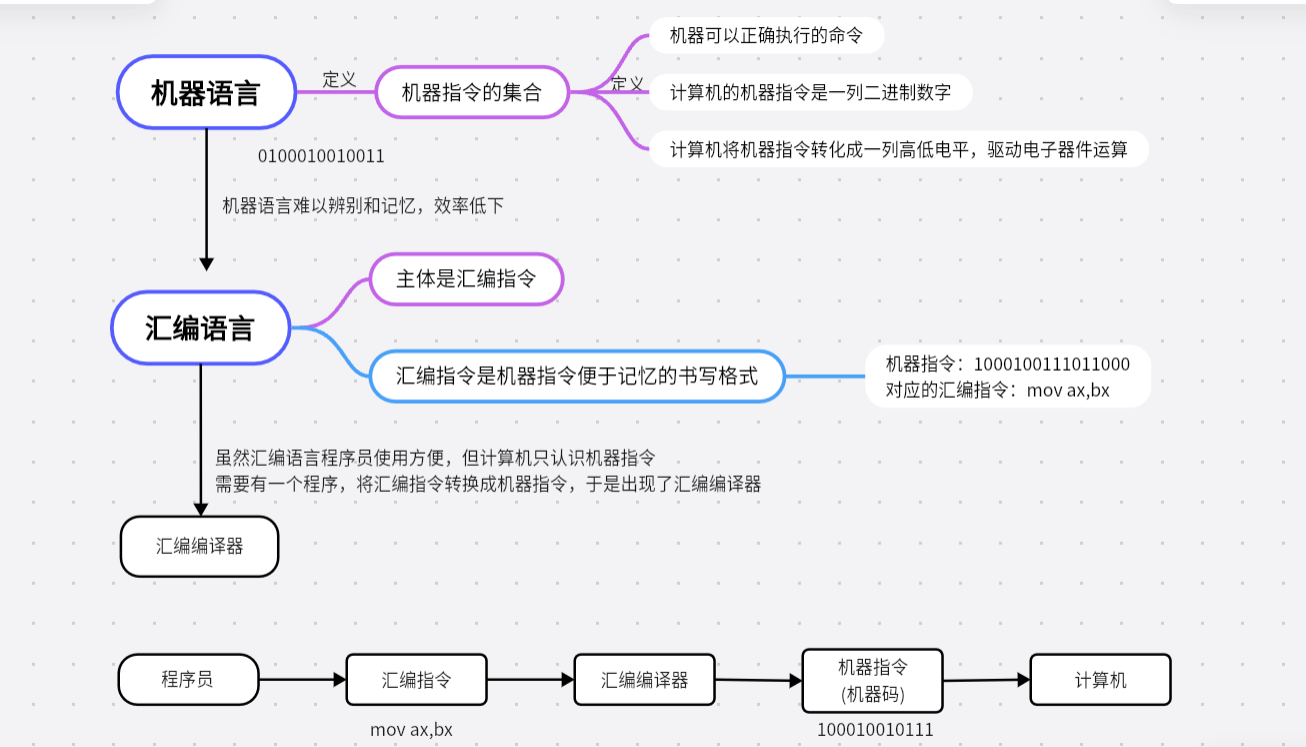 机器可以正确执行的命令
机器语言
定义
机器指令的集合
定义
计算机的机器指令是一列二进制数字
计算机将机器指令转化成一列高低电平，驱动电子器件运算
0100010010011
机器语言难以辨别和记忆，效率低下
主体是汇编指令
汇编语言
汇编指令是机器指令便于记忆的书写格式
机器指令：1000100111011000
对应的汇编指令：mov ax,bx
虽然汇编语言程序员使用方便，但计算机只认识机器指令
需要有一个程序，将汇编指令转换成机器指令，于是出现了汇编编译器
汇编编译器
程序员
汇编指令
汇编编译器
机器指令
(机器码)
计算机
mov ax,bx
100010010111